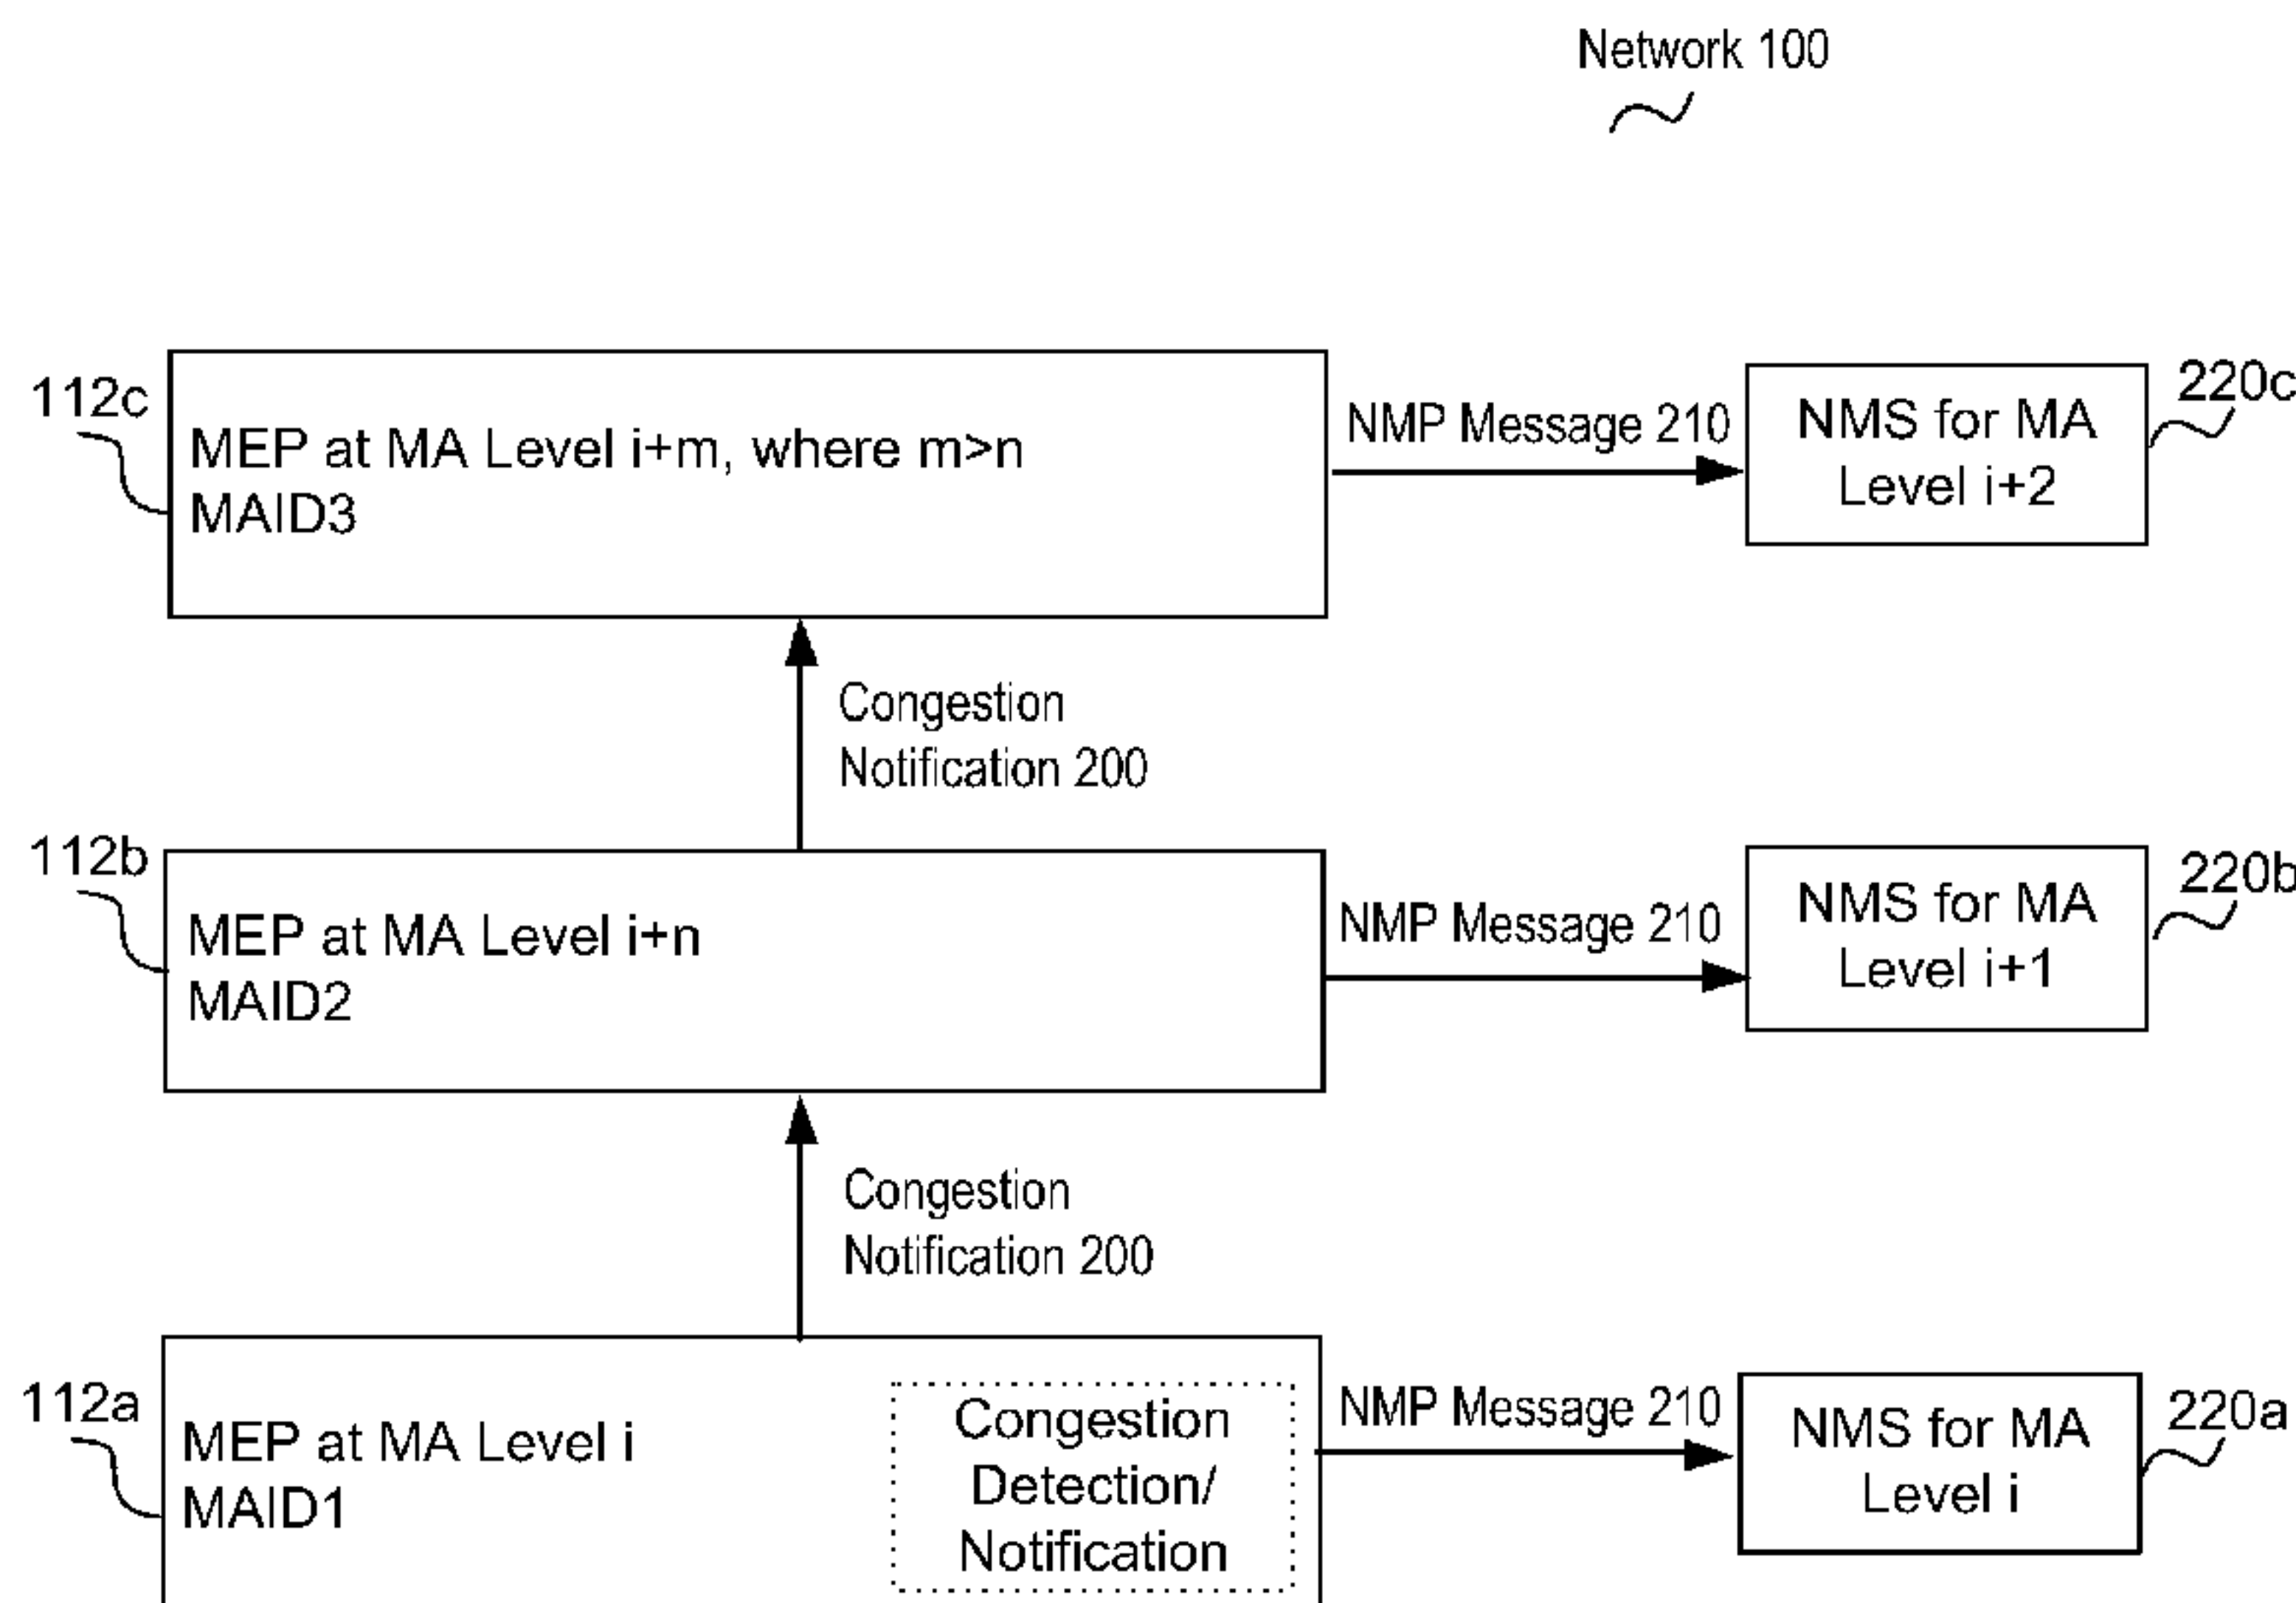 Network 100
112c
MEP at MA Level i+m, where m>n
MAID3
NMP Message 210
NMS for MA
Level i+2
220c
Congestion
Notification 200
112b
MEP at MA Level i+n
MAID2
NMP Message 210
NMS for MA
Level i+1
220b
Congestion
Notification 200
112a
MEP at MA Level i
MAID1
Congestion
Detection/
Notification
NMP Message 210
NMS for MA
Level i
220a